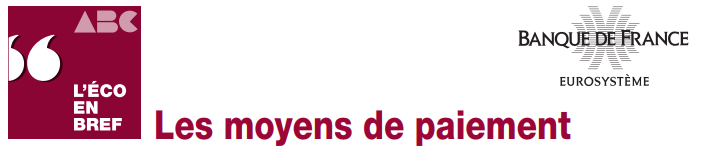 ABC
L'ÉCO
EN
BREF
BANQUE DE FRANCE
EUROSYSTÈME
Les moyens de paiement